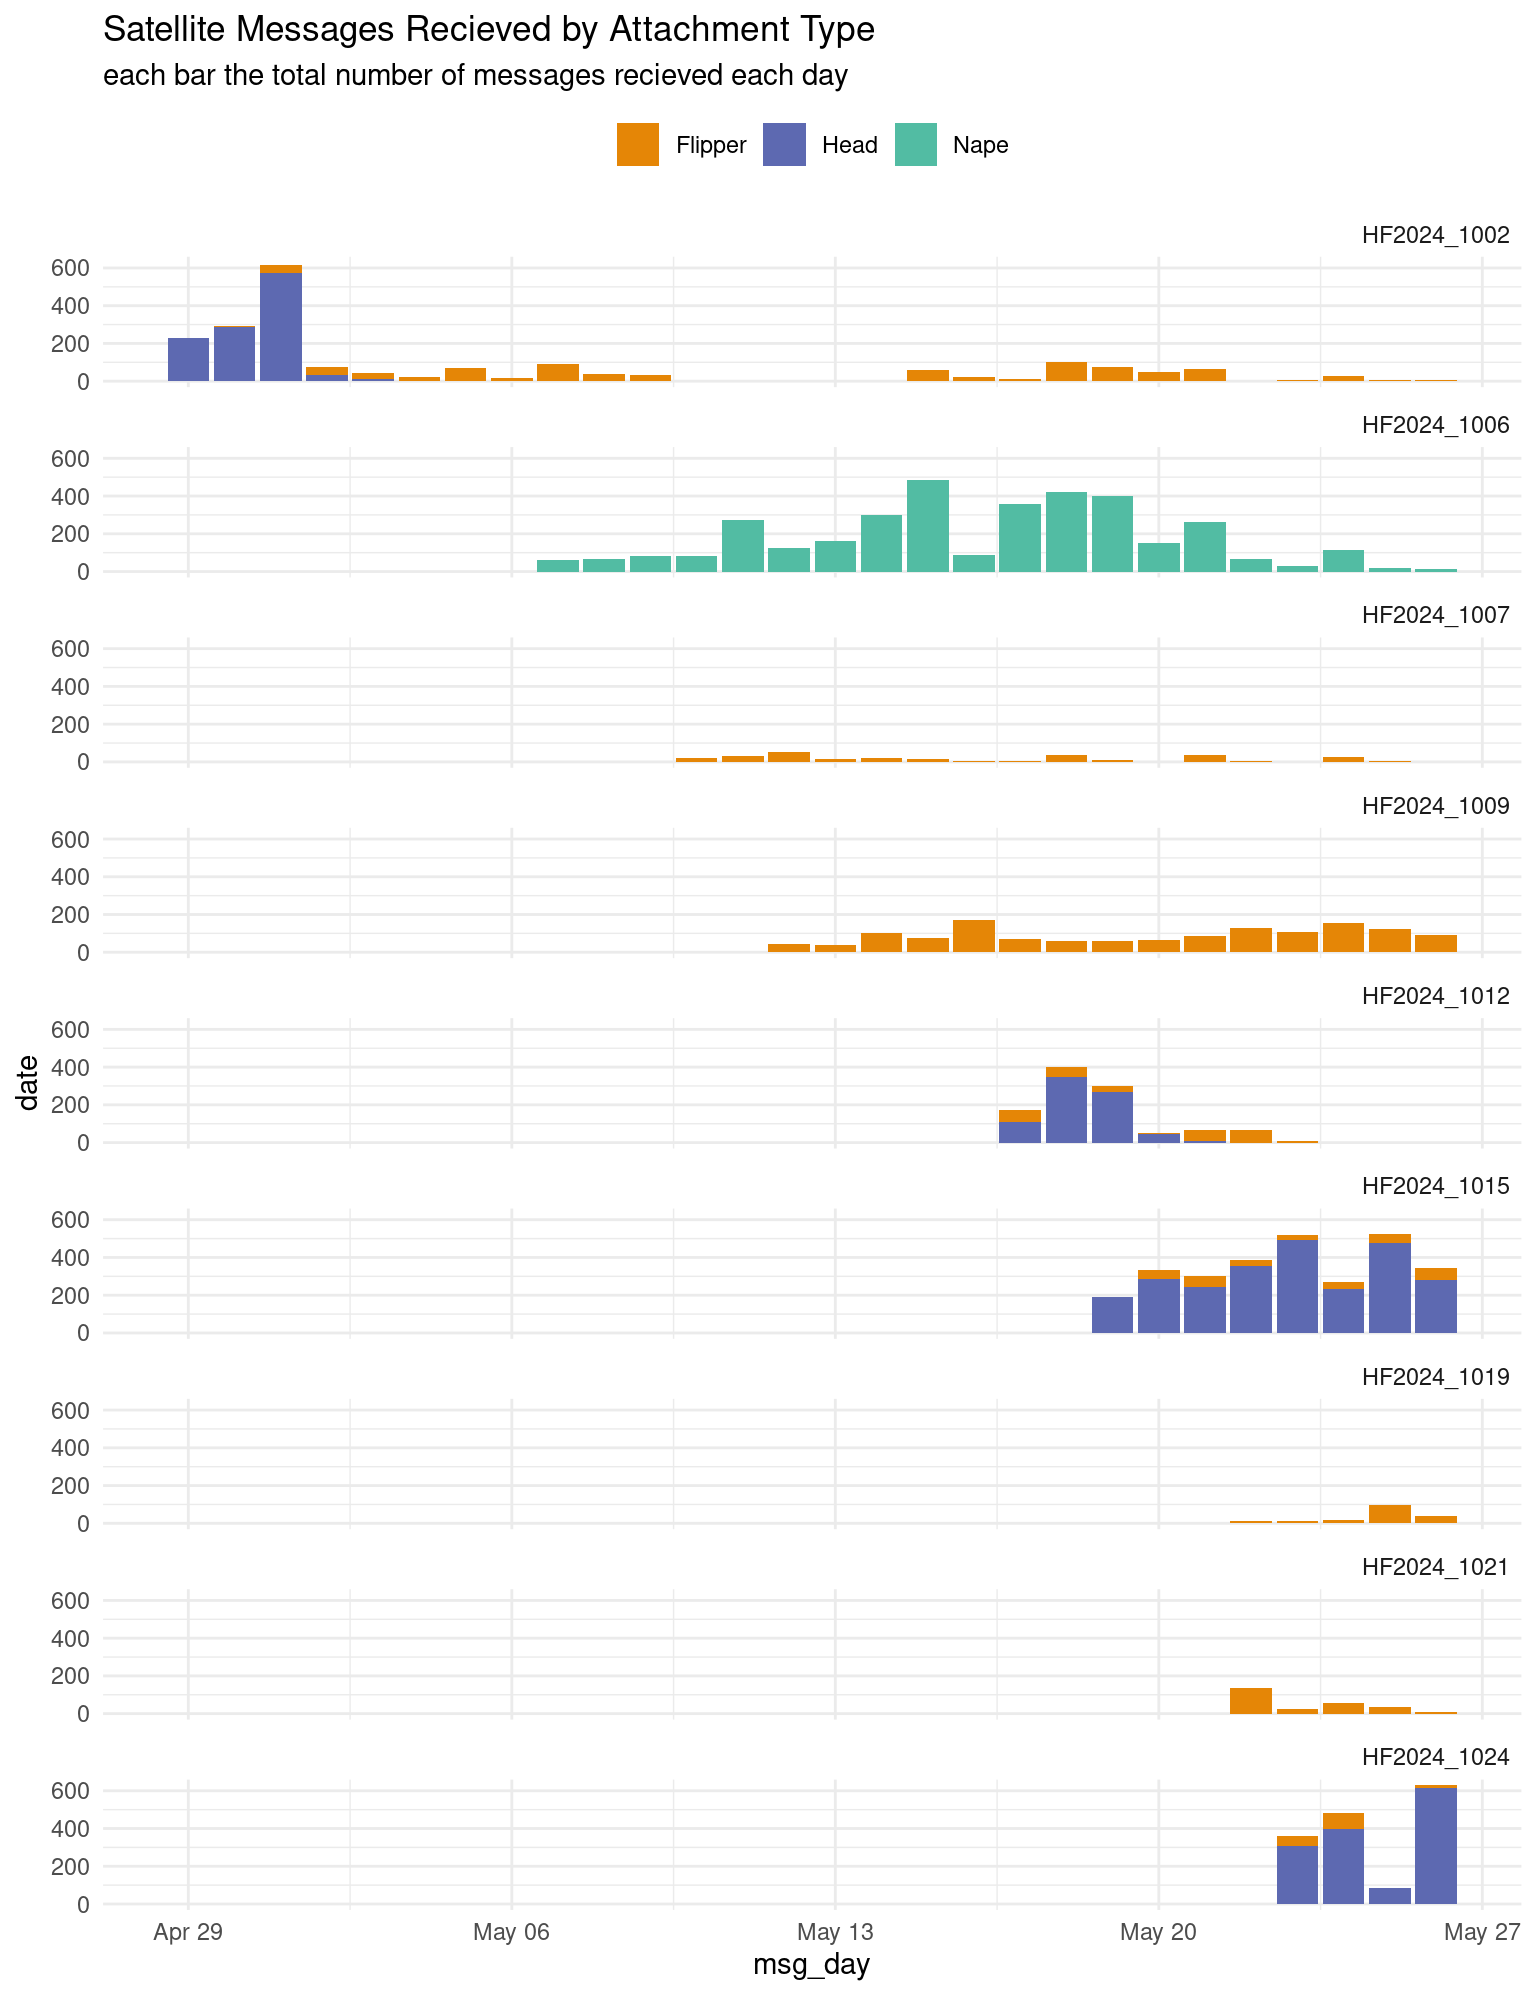 Satellite Messages Recieved by Attachment Type
each bar the total number of messages recieved each day
Flipper Head Nape
HF2024_1002
600
400
200
0
HF2024_1006
600
400
200
0
HF2024_1007
600
400
200
0
HF2024_1009
600
400
200
0
HF2024_1012
600
400
200
0
date
HF2024_1015
600
400
200
0
HF2024_1019
600
400
200
0
HF2024_1021
600
400
200
0
HF2024_1024
600
400
200
0
Apr 29 May 06 May 13 May 20 May 27
msg_day